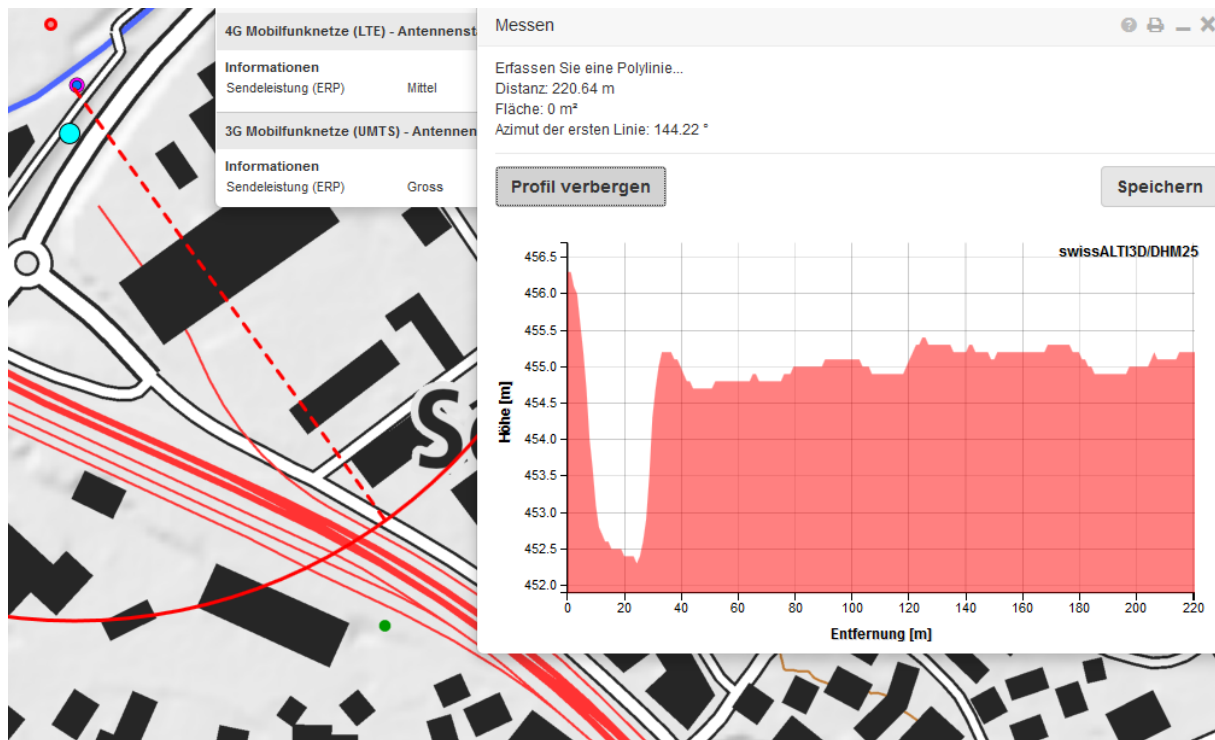 4G Mobilfunknetze (LTE) - Antennenst
Informationen
Sendeleistung (ERP) Mittel
3G Mobilfunknetze (UMTS) - Antennen
Informationen
Sendeleistung (ERP) Gross
Messen
Erfassen Sie eine Polylinie...
Distanz: 220.64 m
Fläche: 0 m²
Azimut der ersten Linie: 144.22 °
Profil verbergen
Speichern
swissALTI3D/DHM25
Höhe [m]
456.5
456.0
455.5
455.0
454.5
454.0
453.5
453.0
452.5
452.0
0 20 40 60 80 100 120 140 160 180 200 220
Entfernung [m]